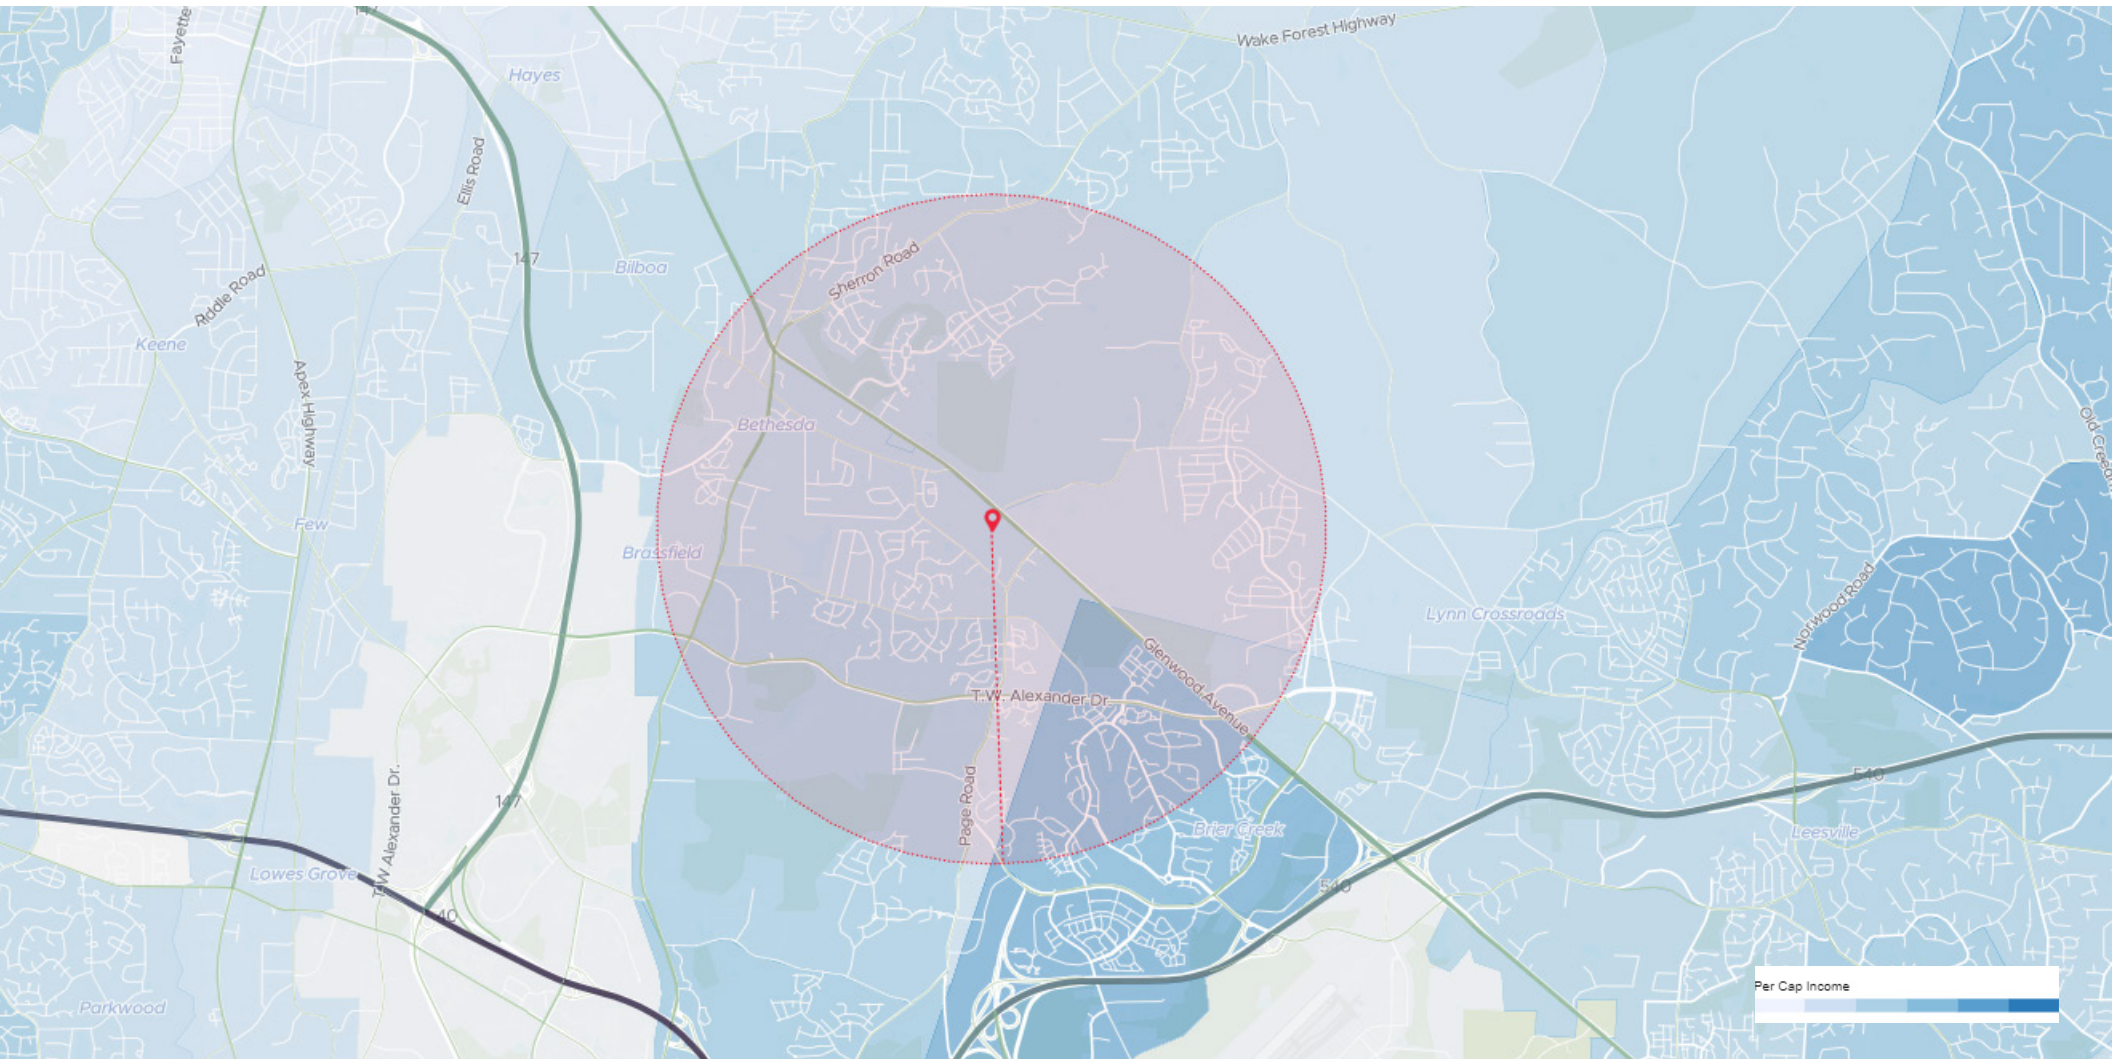 147
Fayette
Wake Forest Highway
Hayes
Ellis Road
147
Bilboa
Sherron Road
Riddle Road
Keene
Apex Highway
Bethesda
Old Creedm
Few
Brassfield
Lynn Crossroads
Norwood Road
Glenwood Avenue
T.W. Alexander Dr.
540
147
Page Road
T.W. Alexander Dr.
Brier Creek
Leesville
Lowes Grove
540
40
Parkwood
Per Cap Income